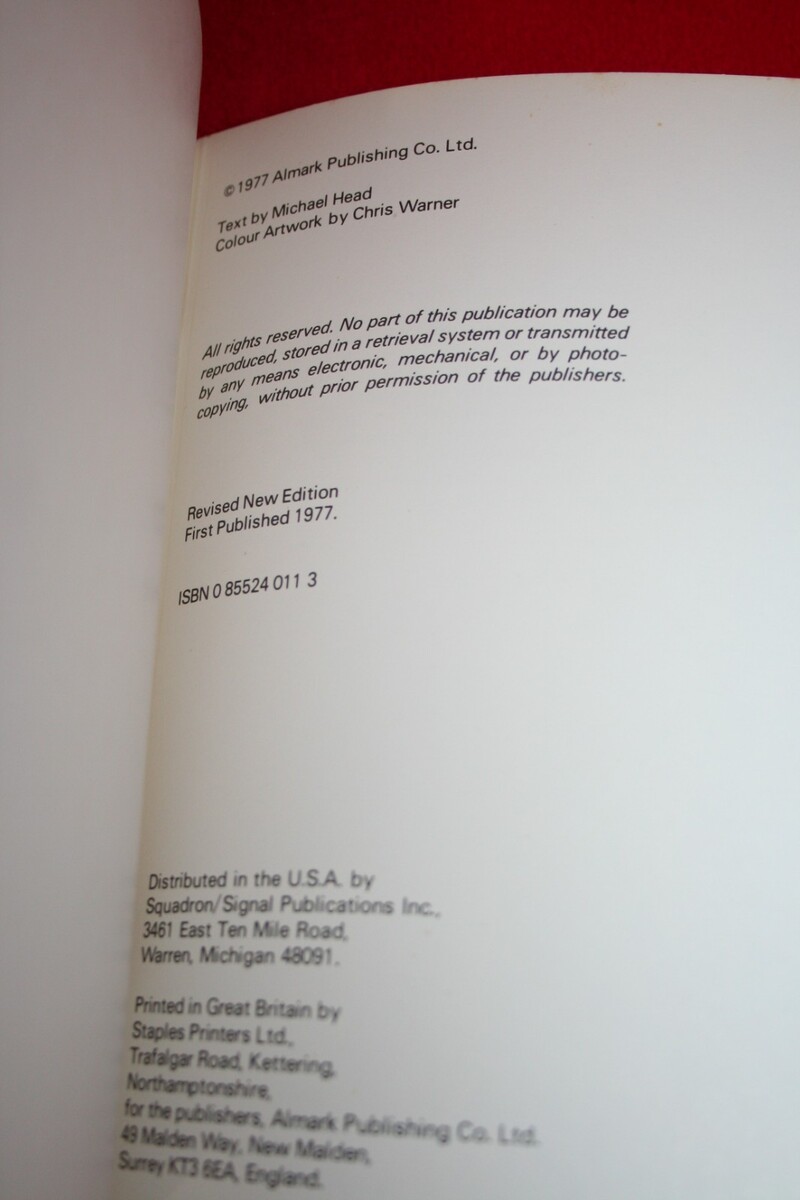 © 1977 Almark Publishing Co. Ltd.
Text by Michael Head
Colour Artwork by Chris Warner
All rights reserved. No part of this publication may be
reproduced, stored in a retrieval system or transmitted
by any means electronic, mechanical, or by photo-
copying, without prior permission of the publishers.
Revised New Edition
First Published 1977.
ISBN 0 85524 011 3
Distributed in the U.S.A. by
Squadron/Signal Publications Inc.,
3461 East Ten Mile Road,
Warren, Michigan 48091.
Printed in Great Britain by
Staples Printers Ltd.,
Trafalgar Road, Kettering,
Northamptonshire,
for the publishers, Almark Publishing Co. Ltd.
49 Malden Way, New Malden,
Surrey KT3 6EA, England.